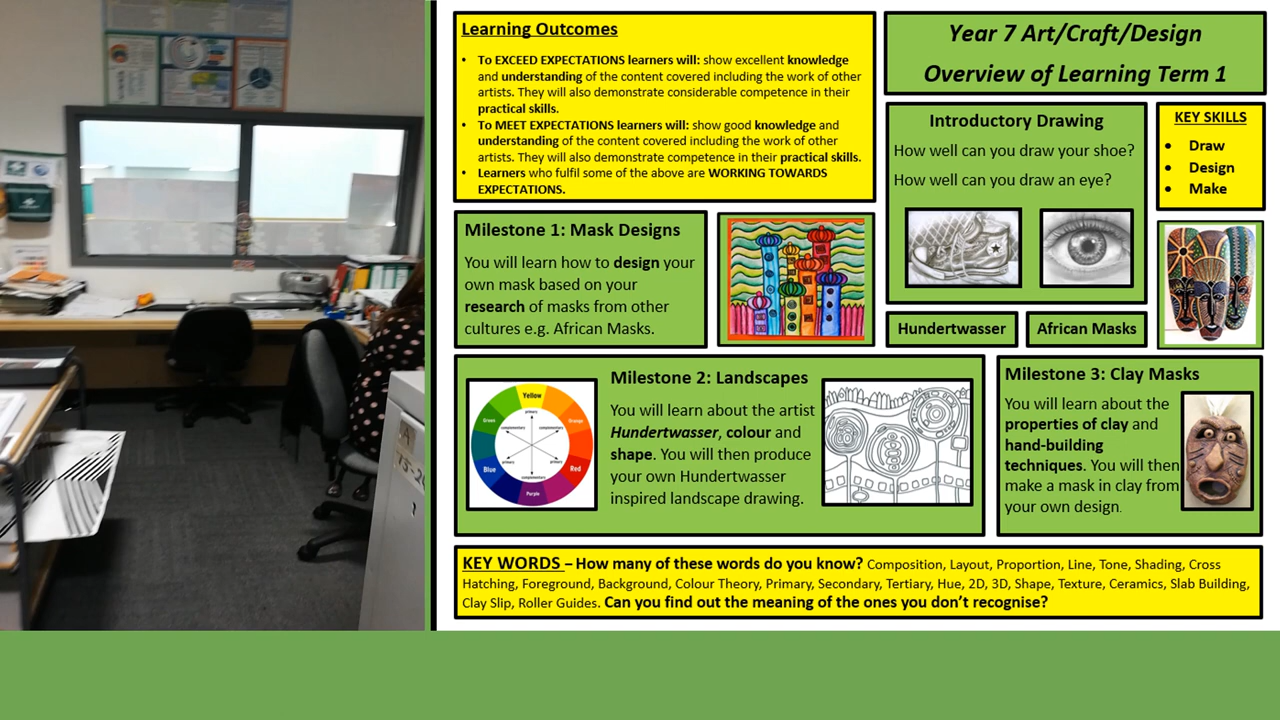 Learning Outcomes
• To EXCEED EXPECTATIONS learners will: show excellent knowledge
and understanding of the content covered including the work of other
artists. They will also demonstrate considerable competence in their
practical skills.
• To MEET EXPECTATIONS learners will: show good knowledge and
understanding of the content covered including the work of other
artists. They will also demonstrate competence in their practical skills.
• Learners who fulfil some of the above are WORKING TOWARDS
EXPECTATIONS.
Year 7 Art/Craft/Design
Overview of Learning Term 1
Introductory Drawing
How well can you draw your shoe?
How well can you draw an eye?
KEY SKILLS
• Draw
• Design
• Make
Milestone 1: Mask Designs
You will learn how to design your
own mask based on your
research of masks from other
cultures e.g. African Masks.
Hundertwasser
African Masks
Milestone 2: Landscapes
You will learn about the artist
Hundertwasser, colour and
shape. You will then produce
your own Hundertwasser
inspired landscape drawing.
Yellow
Orange
Red
Purple
Blue
Green
primary
complementary
complementary
primary
primary
complementary
Milestone 3: Clay Masks
You will learn about the
properties of clay and
hand-building
techniques. You will then
make a mask in clay from
your own design.
KEY WORDS – How many of these words do you know? Composition, Layout, Proportion, Line, Tone, Shading, Cross
Hatching, Foreground, Background, Colour Theory, Primary, Secondary, Tertiary, Hue, 2D, 3D, Shape, Texture, Ceramics, Slab Building,
Clay Slip, Roller Guides. Can you find out the meaning of the ones you don't recognise?